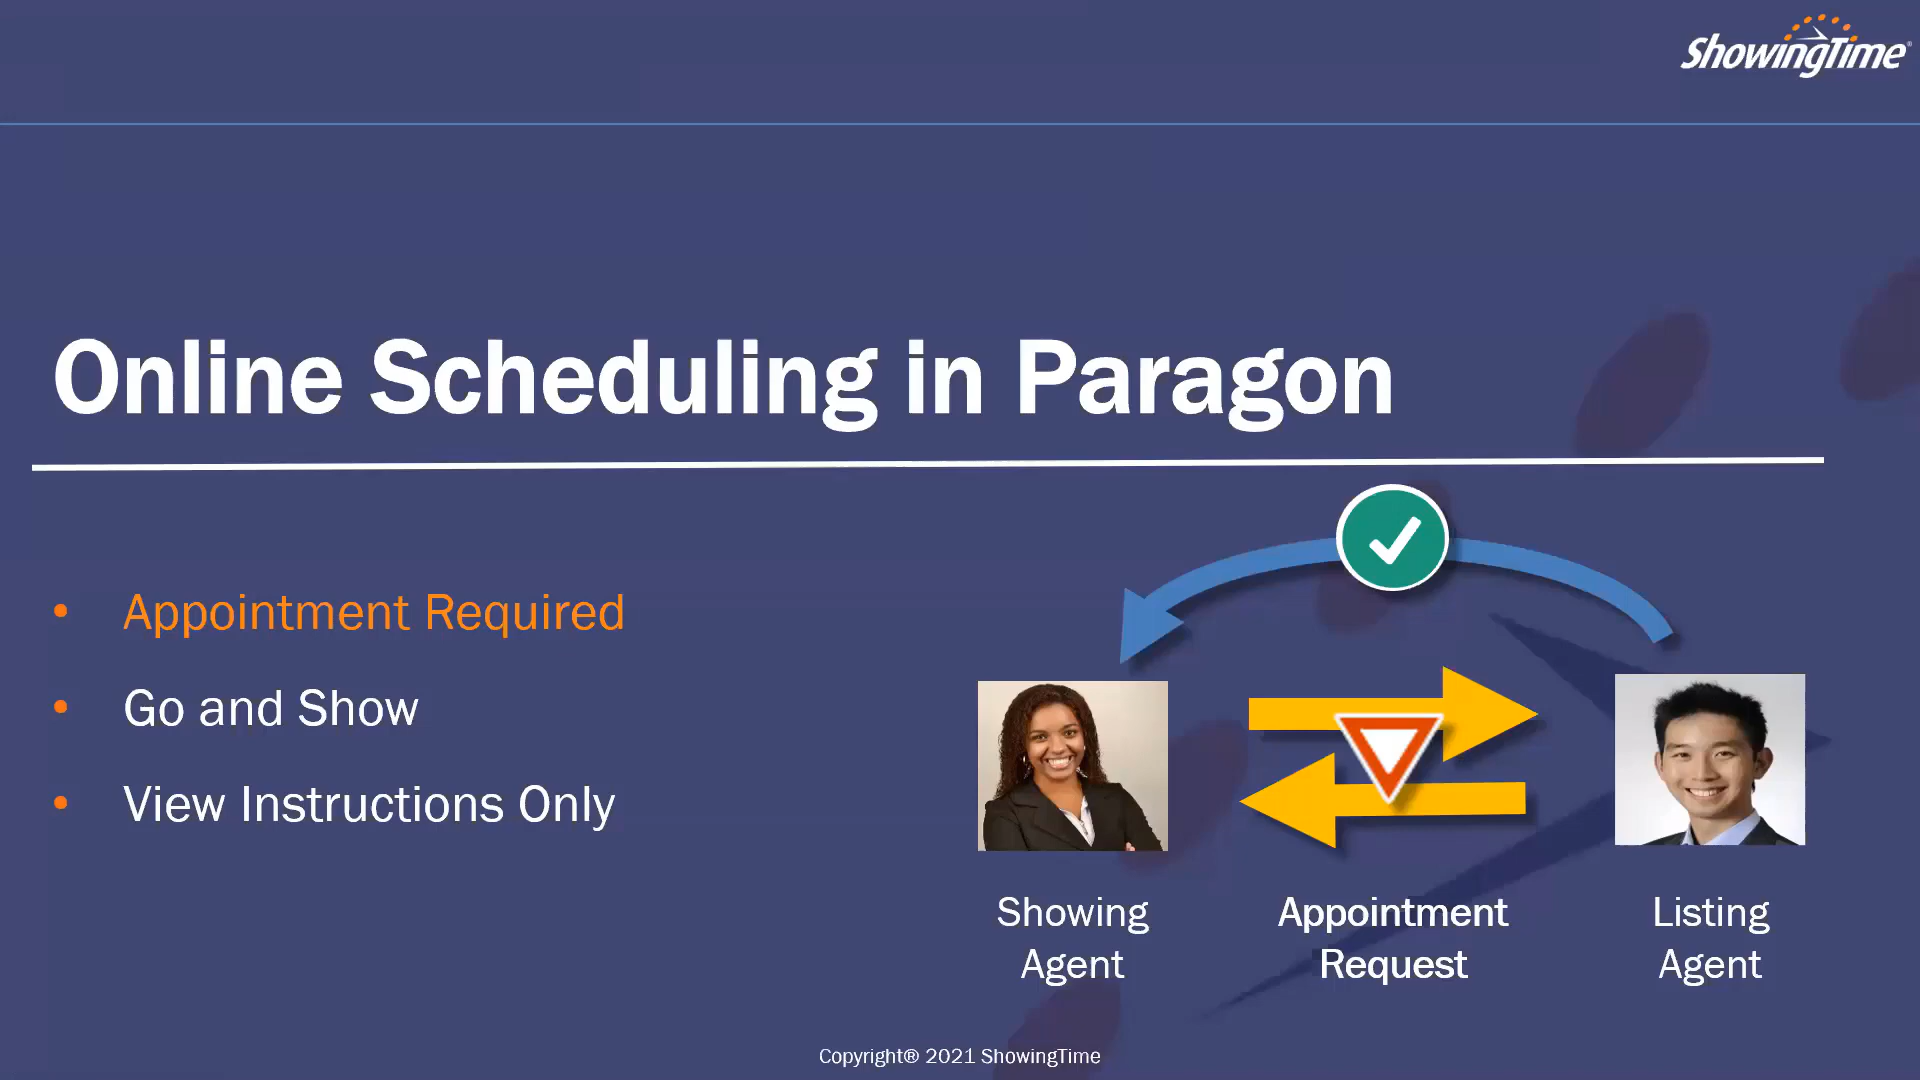 ShowingTime®
Online Scheduling in Paragon
• Appointment Required
• Go and Show
• View Instructions Only
Showing
Agent
Appointment
Request
Listing
Agent
Copyright® 2021 ShowingTime